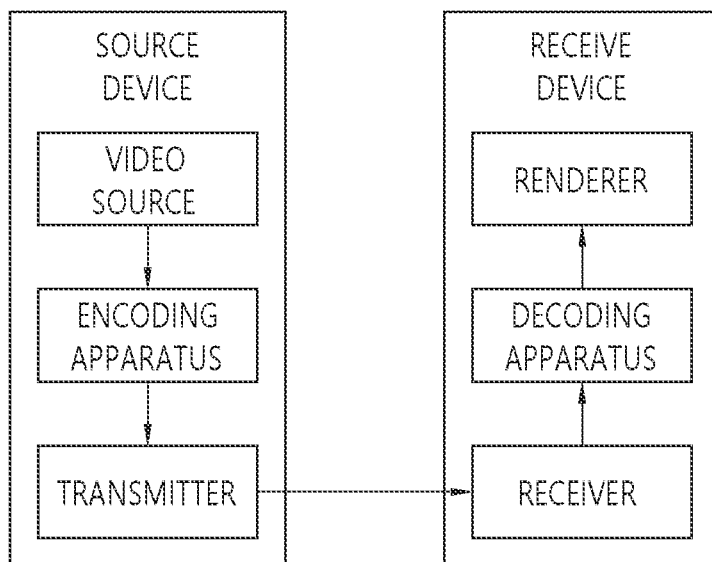 SOURCE
DEVICE
VIDEO
SOURCE
ENCODING
APPARATUS
TRANSMITTER
RECEIVE
DEVICE
RENDERER
DECODING
APPARATUS
RECEIVER